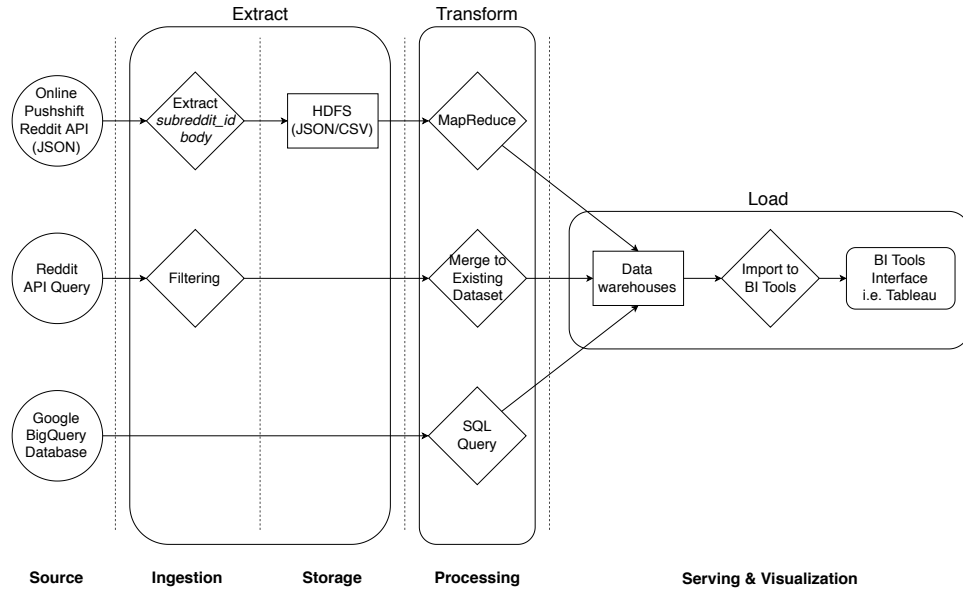 Extract
Transform
Online
Pushshift
Reddit API
(JSON)
Extract
subreddit_id
body
HDFS
(JSON/CSV)
MapReduce
Load
Reddit
API Query
Filtering
Merge to
Existing
Dataset
Data
warehouses
Import to
BI Tools
BI Tools
Interface
i.e. Tableau
Google
BigQuery
Database
SQL
Query
Source
Ingestion
Storage
Processing
Serving & Visualization